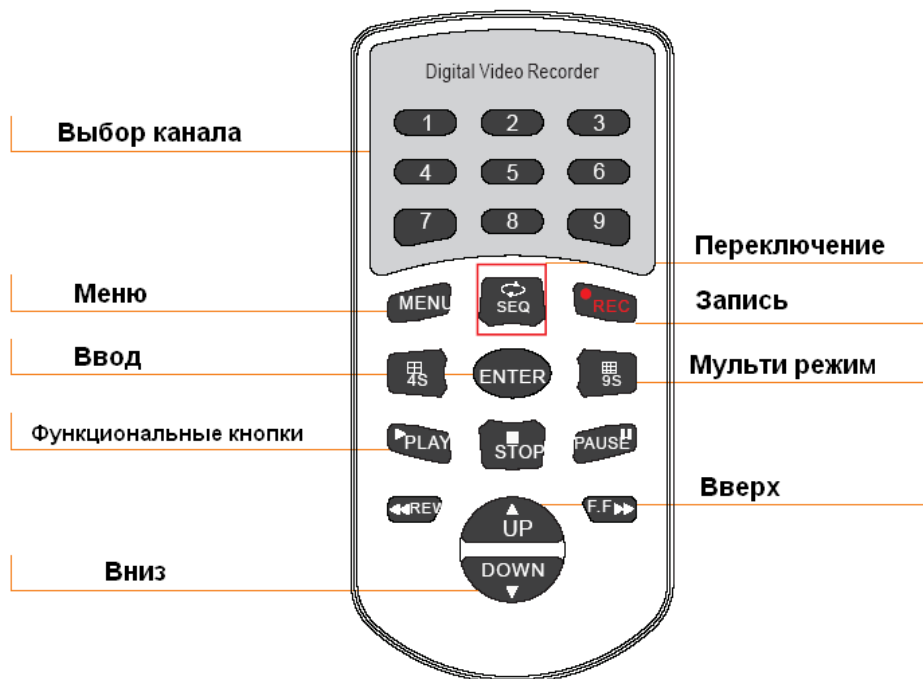 Digital Video Recorder
1 2 3
Выбор канала
4 5 6
7 8 9
Переключение
Меню
MENU
SEQ
REC
Запись
Ввод
4S
ENTER
9S
Мульти режим
Функциональные кнопки
PLAY
STOP
PAUSE
Вверх
REW
UP
F.F
Вниз
DOWN